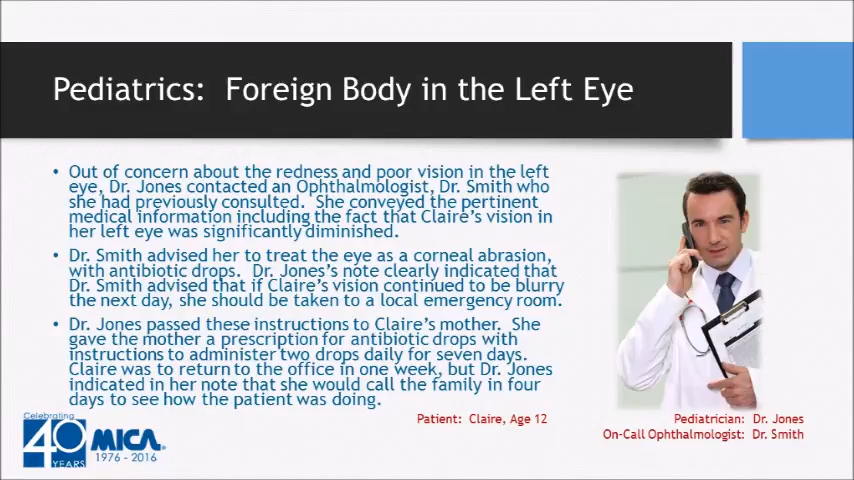 Pediatrics: Foreign Body in the Left Eye
• Out of concern about the redness and poor vision in the left
eye, Dr. Jones contacted an Ophthalmologist, Dr. Smith who
she had previously consulted. She conveyed the pertinent
medical information including the fact that Claire's vision in
her left eye was significantly diminished.
• Dr. Smith advised her to treat the eye as a corneal abrasion,
with antibiotic drops. Dr. Jones's note clearly indicated that
Dr. Smith advised that if Claire's vision continued to be blurry
the next day, she should be taken to a local emergency room.
• Dr. Jones passed these instructions to Claire's mother. She
gave the mother a prescription for antibiotic drops with
instructions to administer two drops daily for seven days.
Claire was to return to the office in one week, but Dr. Jones
indicated in her note that she would call the family in four
days to see how the patient was doing.
Celebrating
40
YEARS
MICA®
1976 - 2016
Patient: Claire, Age 12
Pediatrician: Dr. Jones
On-Call Ophthalmologist: Dr. Smith